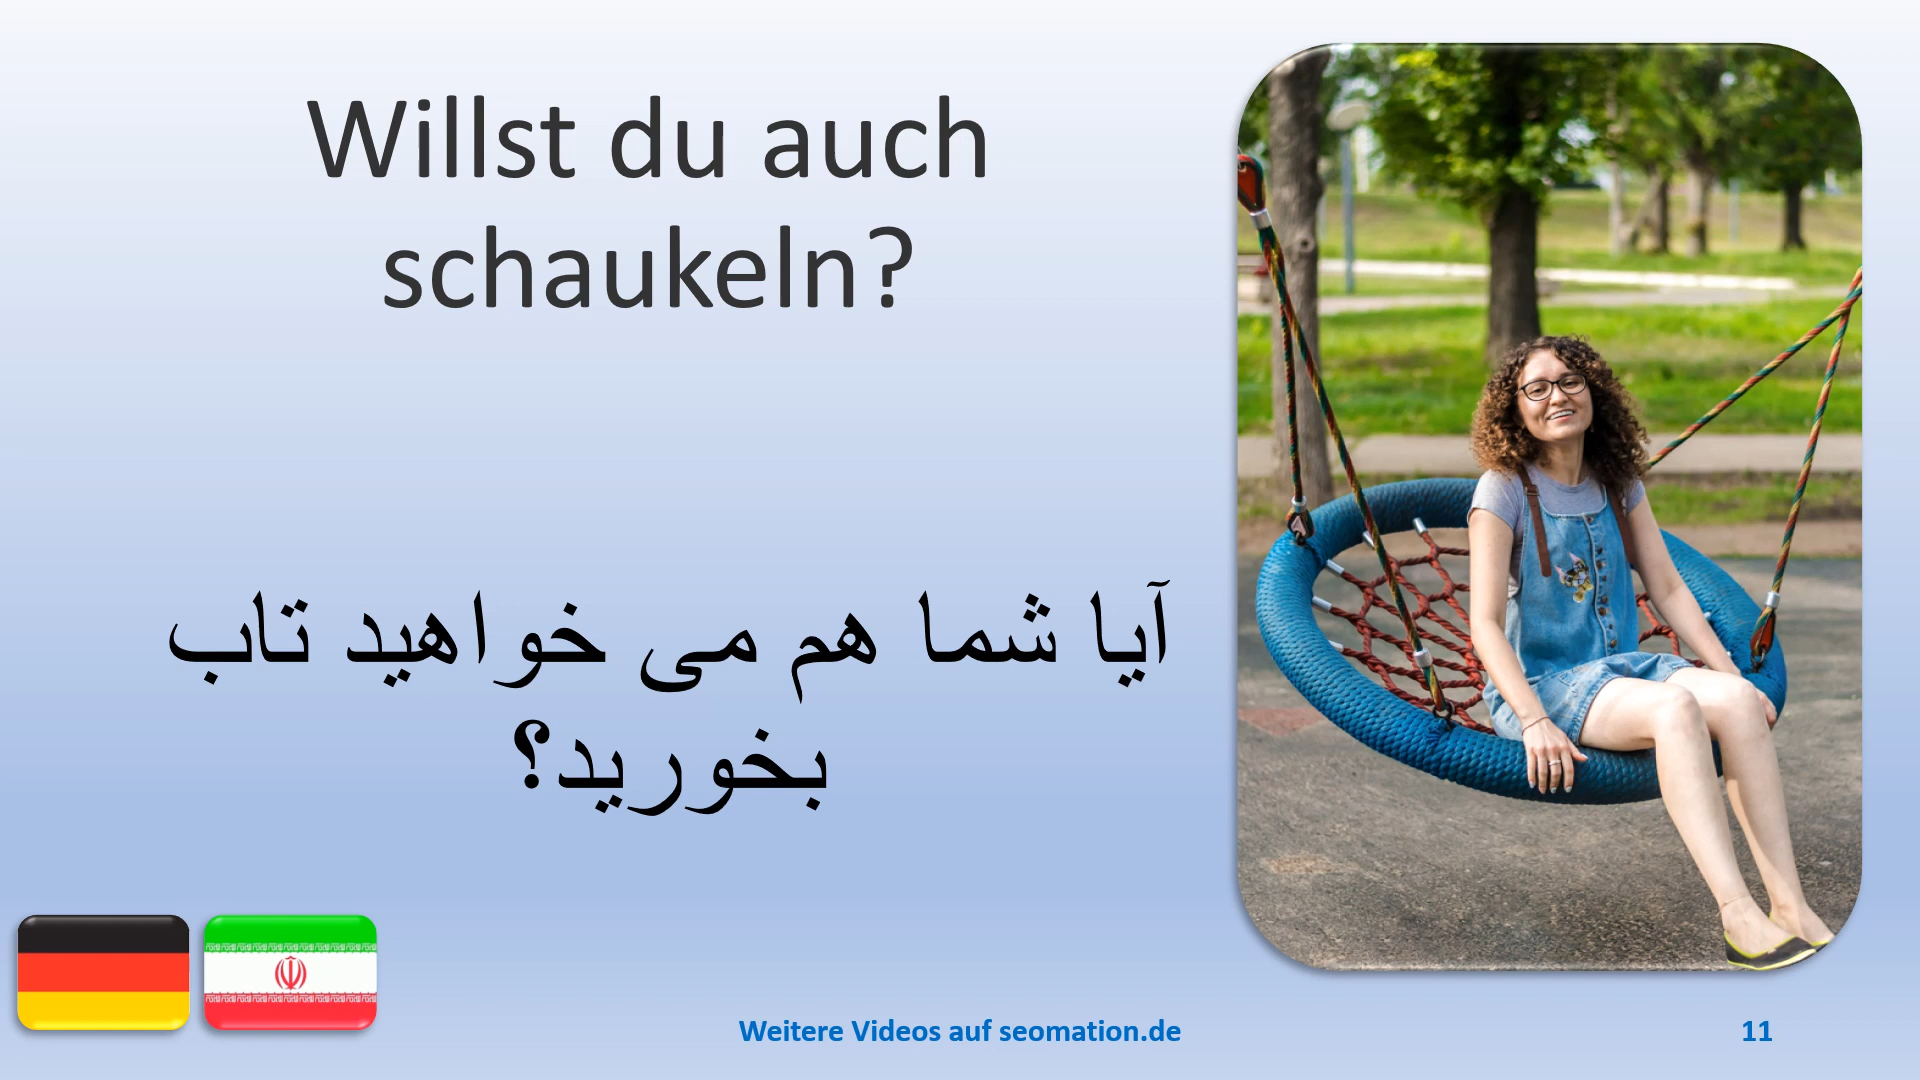 Willst du auch
schaukeln?
آیا شما هم می خواهید تاب
بخورید؟
Weitere Videos auf seomation.de
11